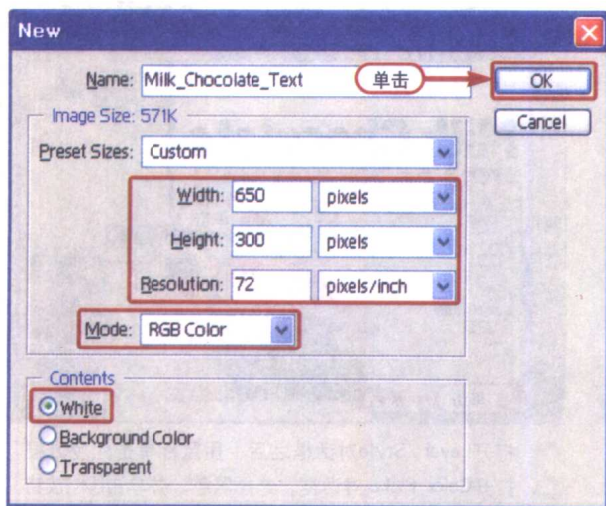 New
Name: Milk_Chocolate_Text
单击
OK
Cancel
Image Size: 571K
Preset Sizes: Custom
Width: 650 pixels
Height: 300 pixels
Resolution: 72 pixels/inch
Mode: RGB Color
Contents
White
Background Color
Transparent